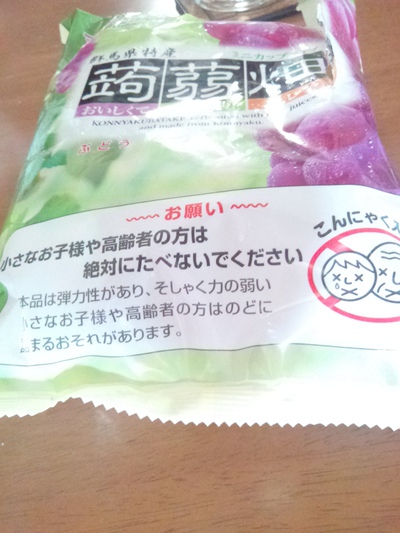 群馬県特産
ミニカップ
蒟蒻畑
おいしくて
KONNYAKUBATAKE
and made from Konnyaku.
ぶどう
お願い
小さなお子様や高齢者の方は
絶対にたべないでください
本品は弾力性があり、そしゃく力の弱い
小さなお子様や高齢者の方はのどに
まるおそれがあります。
こんにゃく入